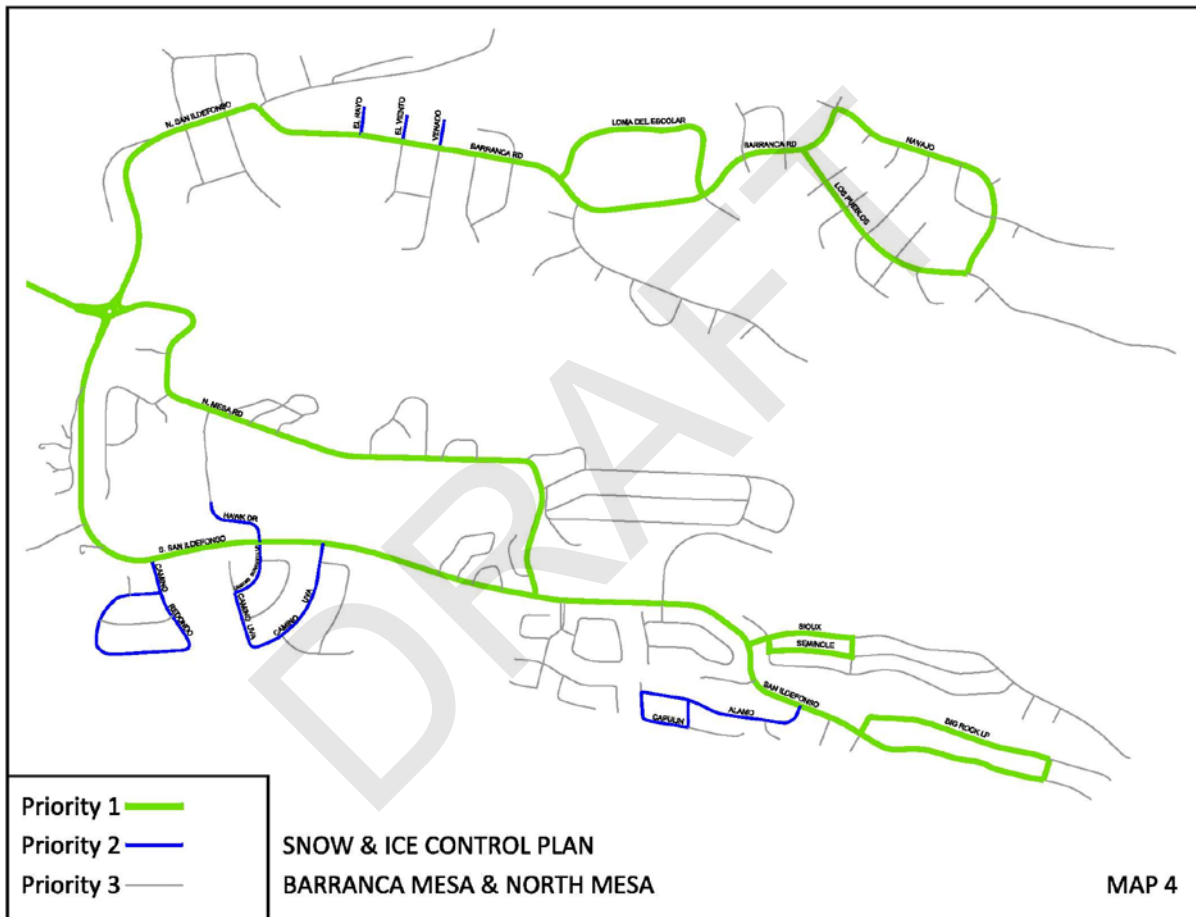 N. SAN ILDEFONSO
EL RAYO
EL VIENTO
VENADO
BARRANCA RD
LOMA DEL ESCOLAR
BARRANCA RD
NAVAJO
LOS PUEBLOS
N. MESA RD
HAWK DR
S. SAN ILDEFONSO
CAMINO
REDONDO
CAMINO UVA
CAMINO
UVA
SIOUX
SEMINOLE
SAN ILDEFONSO
ALAMO
CAPULIN
BIG ROCK LP
DRAFT
Priority 1
Priority 2
Priority 3
SNOW & ICE CONTROL PLAN
BARRANCA MESA & NORTH MESA
MAP 4